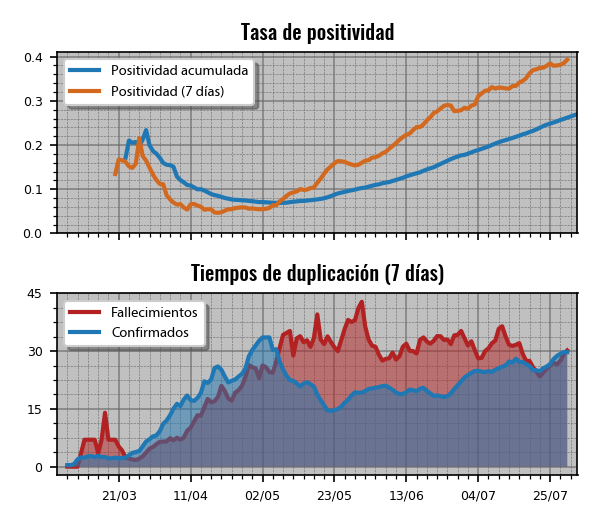 Tasa de positividad
0.4
0.3
0.2
0.1
0.0
Positividad acumulada
Positividad (7 días)
Tiempos de duplicación (7 días)
45
30
15
0
Fallecimientos
Confirmados
21/03 11/04 02/05 23/05 13/06 04/07 25/07